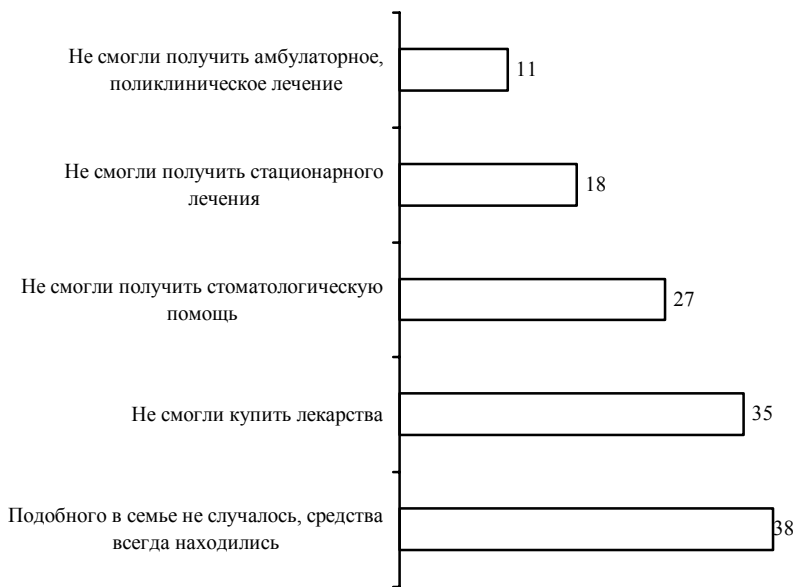 Не смогли получить амбулаторное,
поликлиническое лечение
11
Не смогли получить стационарного
лечения
18
Не смогли получить стоматологическую
помощь
27
Не смогли купить лекарства
35
Подобного в семье не случалось, средства
всегда находились
38